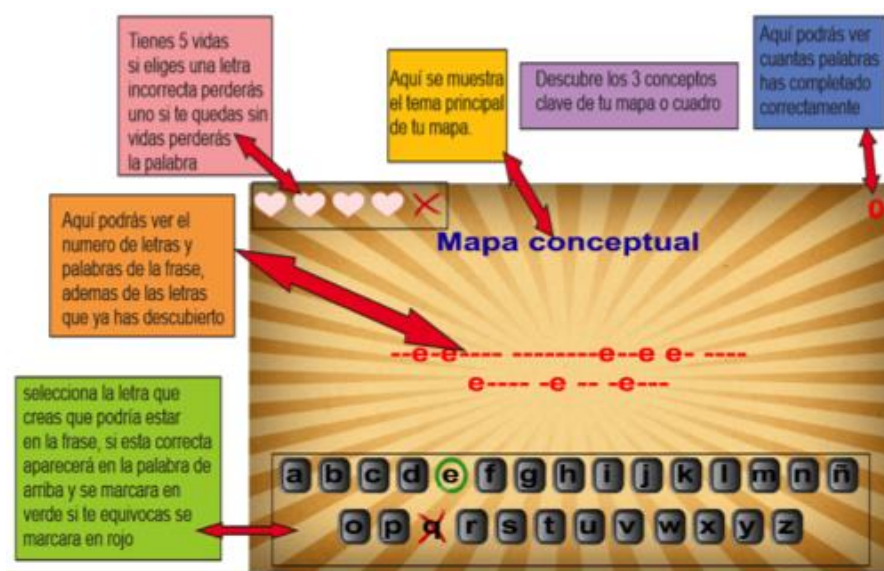 Tienes 5 vidas
si eliges una letra
incorrecta perderás
uno si te quedas sin
vidas perderás
la palabra
Aquí se muestra
el tema principal
de tu mapa.
Descubre los 3 conceptos
clave de tu mapa o cuadro
Aquí podrás ver
cuantas palabras
has completado
correctamente
0
Mapa conceptual
Aquí podrás ver el
numero de letras y
palabras de la frase,
ademas de las letras
que ya has descubierto
--e-e---- --------e--e e- ----
e---- -e -- -e---
selecciona la letra que
creas que podría estar
en la frase, si esta correcta
aparecerá en la palabra de
arriba y se marcara en
verde si te equivocas se
marcara en rojo
a b c d e f g h i j k l m n ñ
o p q r s t u v w x y z